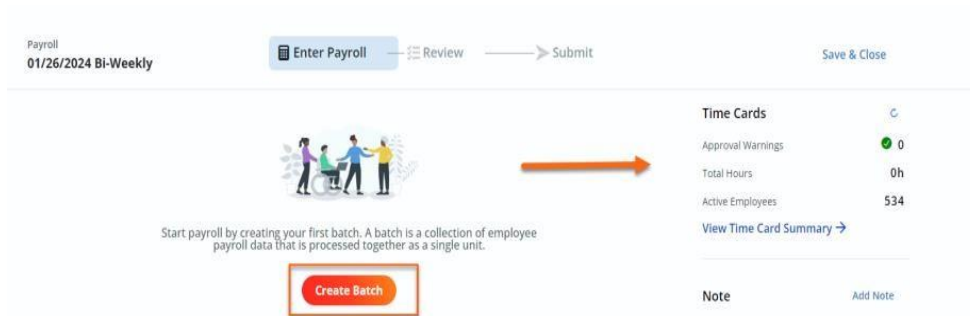 Payroll
01/26/2024 Bi-Weekly
Enter Payroll
Review
Submit
Save & Close
Start payroll by creating your first batch. A batch is a collection of employee
payroll data that is processed together as a single unit.
Create Batch
Time Cards
Approval Warnings 0
Total Hours 0h
Active Employees 534
View Time Card Summary
Note Add Note